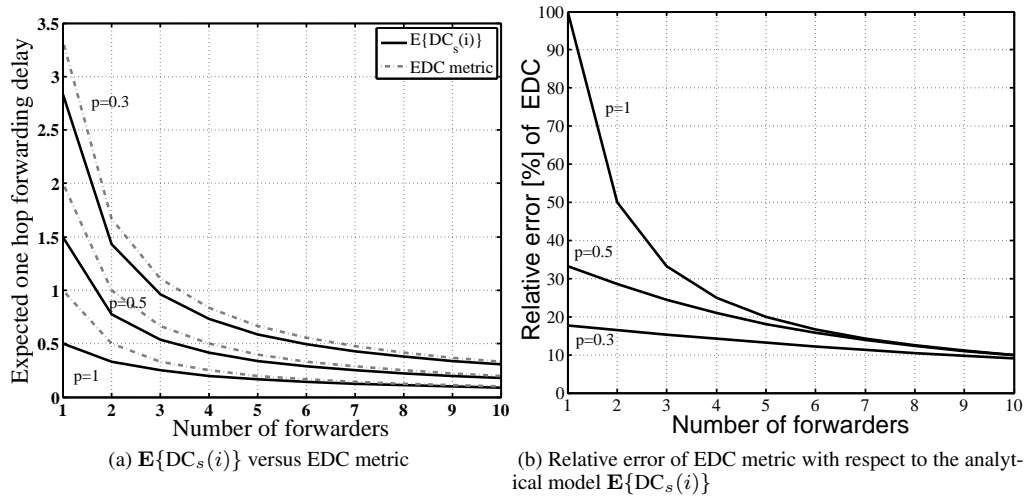 3.5
3
2.5
2
1.5
1
0.5
0
Expected one hop forwarding delay
E{DC_s(i)}
EDC metric
p=0.3
p=0.5
p=1
1 2 3 4 5 6 7 8 9 10
Number of forwarders
(a) E{DCₛ(i)} versus EDC metric
100
90
80
70
60
50
40
30
20
10
0
Relative error [%] of EDC
p=1
p=0.5
p=0.3
1 2 3 4 5 6 7 8 9 10
Number of forwarders
(b) Relative error of EDC metric with respect to the analyt-
ical model E{DCₛ(i)}